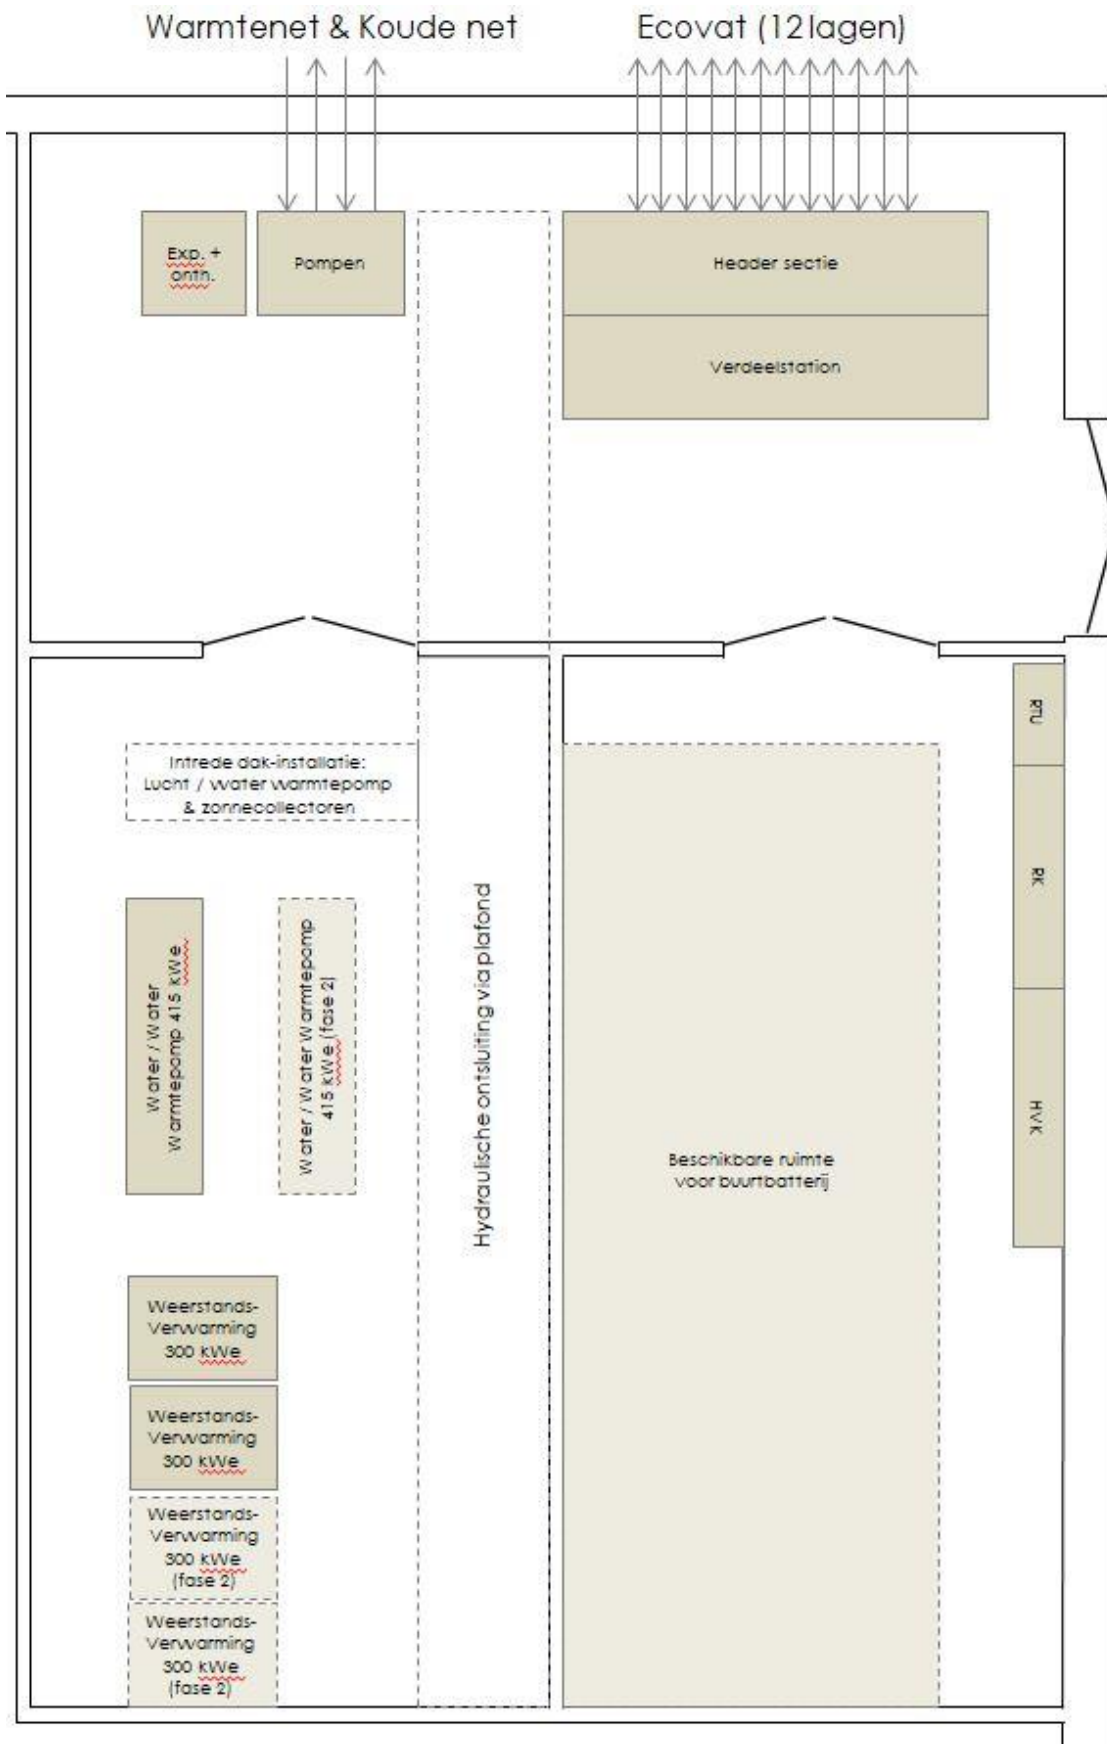 Warmtenet & Koude net
Ecovat (12 lagen)
Exp. +
onth.
Pompen
Header sectie
Verdeelstation
Intrede dak-installatie:
Lucht / water warmtepomp
& zonnecollectoren
Water / Water
Warmtepomp 415 kWe
Water / Water Warmtepomp
415 kWe (fase 2)
Hydraulische ontsluiting via plafond
Beschikbare ruimte
voor buurtbatterij
RTU
RK
HVK
Weerstands-
Verwarming
300 kWe
Weerstands-
Verwarming
300 kWe
Weerstands-
Verwarming
300 kWe
(fase 2)
Weerstands-
Verwarming
300 kWe
(fase 2)